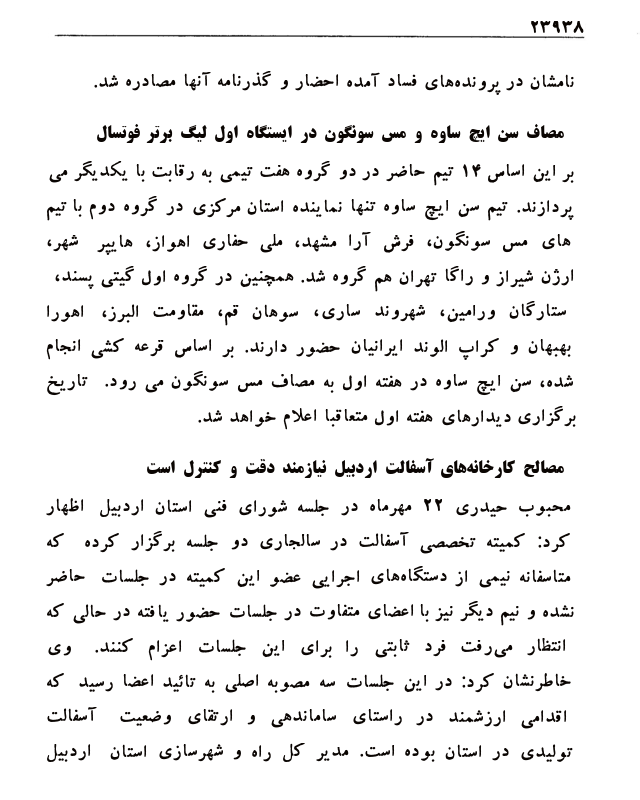 ۲۳۹۳۸
نامشان در پرونده‌های فساد آمده احضار و گذرنامه آنها مصادره شد.
مصاف سن ایچ ساوه و مس سونگون در ایستگاه اول لیگ برتر فوتسال
بر این اساس ۱۴ تیم حاضر در دو گروه هفت تیمی به رقابت با یکدیگر می
پردازند. تیم سن ایچ ساوه تنها نماینده استان مرکزی در گروه دوم با تیم
های مس سونگون، فرش آرا مشهد، ملی حفاری اهواز، هایپر شهر،
ارژن شیراز و راگا تهران هم گروه شد. همچنین در گروه اول گیتی پسند،
ستارگان ورامین، شهروند ساری، سوهان قم، مقاومت البرز، اهورا
بهبهان و کراپ الوند ایرانیان حضور دارند. بر اساس قرعه کشی انجام
شده، سن ایچ ساوه در هفته اول به مصاف مس سونگون می رود. تاریخ
برگزاری دیدارهای هفته اول متعاقبا اعلام خواهد شد.
مصالح کارخانه‌های آسفالت اردبیل نیازمند دقت و کنترل است
محبوب حیدری ۲۲ مهرماه در جلسه شورای فنی استان اردبیل اظهار
کرد: کمیته تخصصی آسفالت در سالجاری دو جلسه برگزار کرده که
متاسفانه نیمی از دستگاه‌های اجرایی عضو این کمیته در جلسات حاضر
نشده و نیم دیگر نیز با اعضای متفاوت در جلسات حضور یافته در حالی که
انتظار می‌رفت فرد ثابتی را برای این جلسات اعزام کنند. وی
خاطرنشان کرد: در این جلسات سه مصوبه اصلی به تائید اعضا رسید که
اقدامی ارزشمند در راستای ساماندهی و ارتقای وضعیت آسفالت
تولیدی در استان بوده است. مدیر کل راه و شهرسازی استان اردبیل